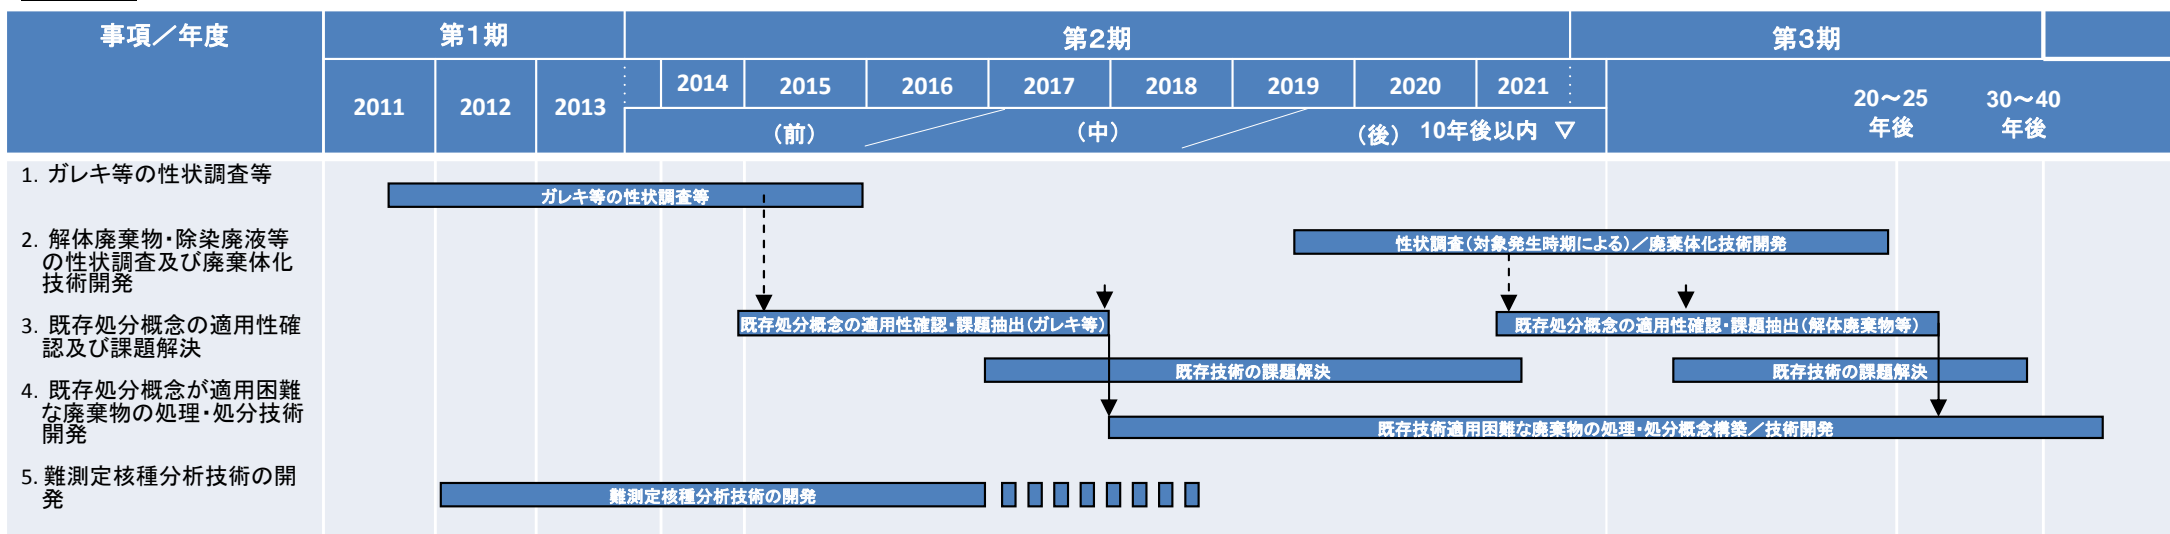 事項／年度
第1期
第2期
第3期
2011
2012
2013
2014
2015
2016
2017
2018
2019
2020
2021
20～25
年後
30～40
年後
（前）
（中）
（後）
10年後以内 ▽
1. ガレキ等の性状調査等
ガレキ等の性状調査等
2. 解体廃棄物・除染廃液等
の性状調査及び廃棄体化
技術開発
性状調査（対象発生時期による）／廃棄体化技術開発
3. 既存処分概念の適用性確
認及び課題解決
既存処分概念の適用性確認・課題抽出（ガレキ等）
既存処分概念の適用性確認・課題抽出（解体廃棄物等）
既存技術の課題解決
既存技術の課題解決
4. 既存処分概念が適用困難
な廃棄物の処理・処分技術
開発
既存技術適用困難な廃棄物の処理・処分概念構築／技術開発
5. 難測定核種分析技術の開
発
難測定核種分析技術の開発